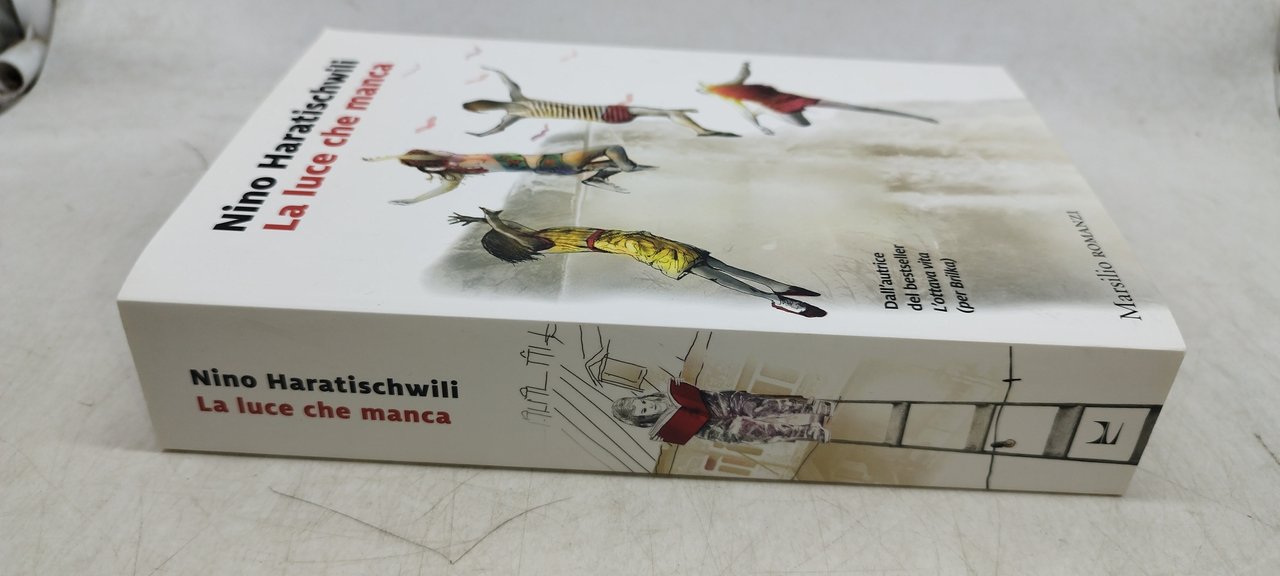 Nino Haratischwili
La luce che manca
Dall'autrice
del bestseller
L'ottava vita
(per Brilka)
Marsilio ROMANZI
Nino Haratischwili
La luce che manca